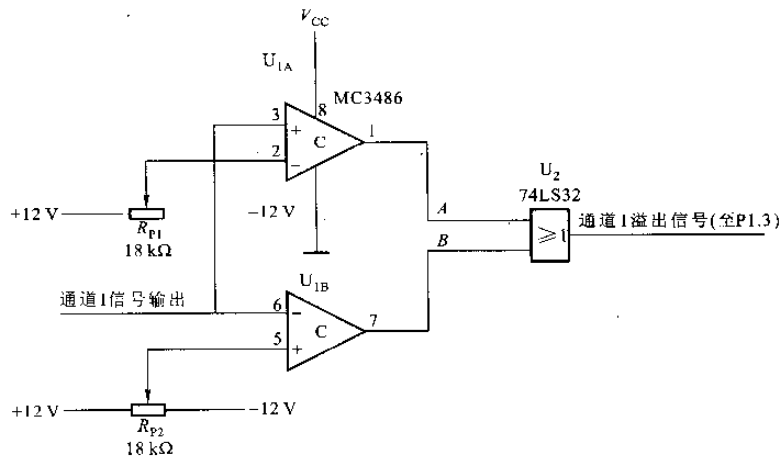 V_CC
U_1A
MC3486
3
+
8
C
1
2
−
+12 V
R_P1
18 kΩ
−12 V
U_2
74LS32
A
B
≥1
通道1溢出信号(至P1.3)
通道1信号输出
U_1B
6
−
C
7
5
+
+12 V
−12 V
R_P2
18 kΩ